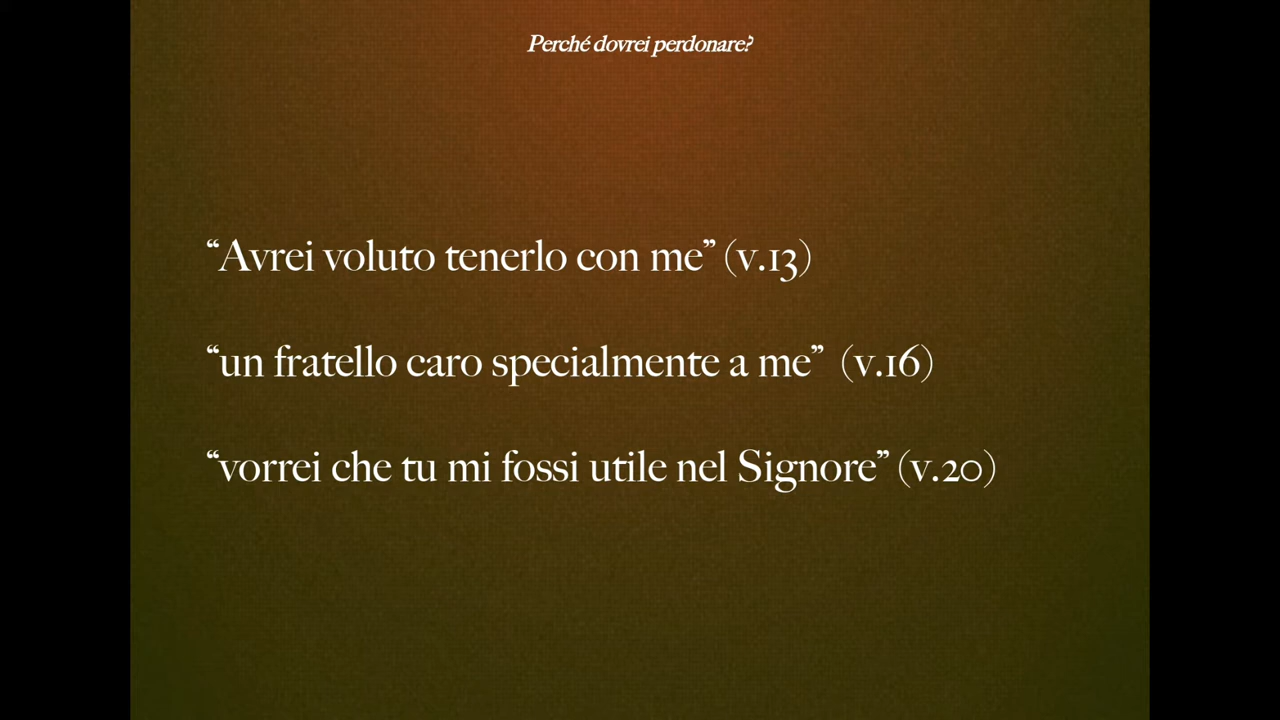 Perché dovrei perdonare?
“Avrei voluto tenerlo con me” (v.13)
“un fratello caro specialmente a me” (v.16)
“vorrei che tu mi fossi utile nel Signore” (v.20)